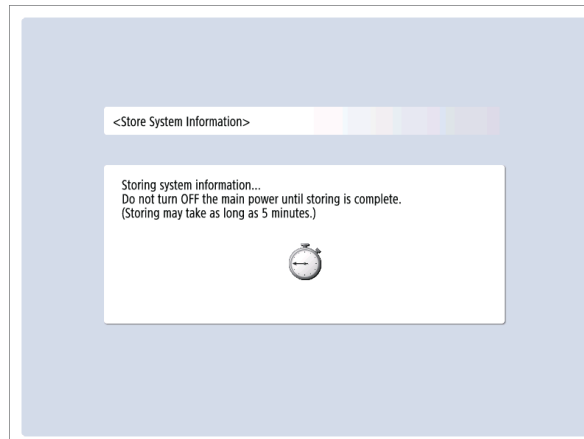 <Store System Information>
Storing system information...
Do not turn OFF the main power until storing is complete.
(Storing may take as long as 5 minutes.)